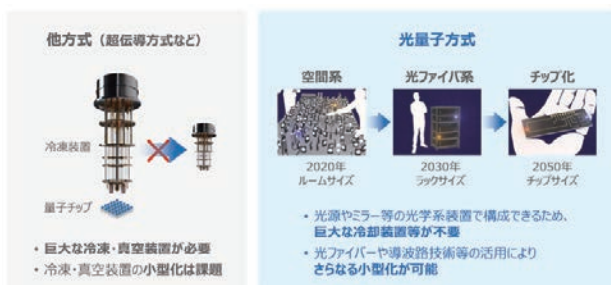 他方式（超伝導方式など）
冷凍装置
量子チップ
・巨大な冷凍・真空装置が必要
・冷凍・真空装置の小型化は課題
光量子方式
空間系
光ファイバ系
チップ化
2020年
ルームサイズ
2030年
ラックサイズ
2050年
チップサイズ
・光源やミラー等の光学系装置で構成できるため、
巨大な冷却装置等が不要
・光ファイバーや導波路技術等の活用により
さらなる小型化が可能